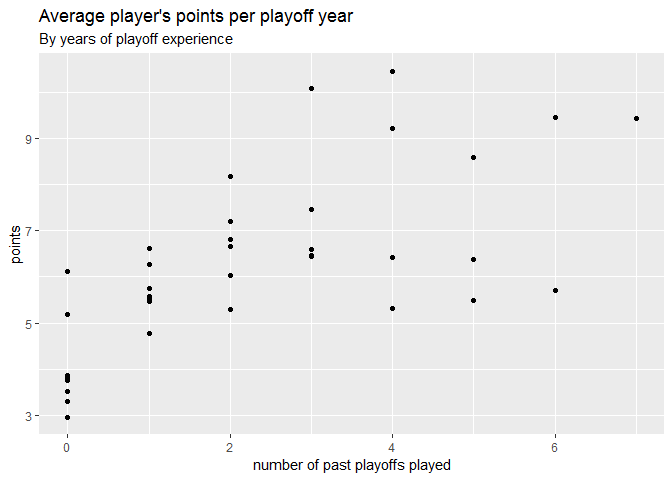 Average player's points per playoff year
By years of playoff experience
points
9
7
5
3
0
2
4
6
number of past playoffs played